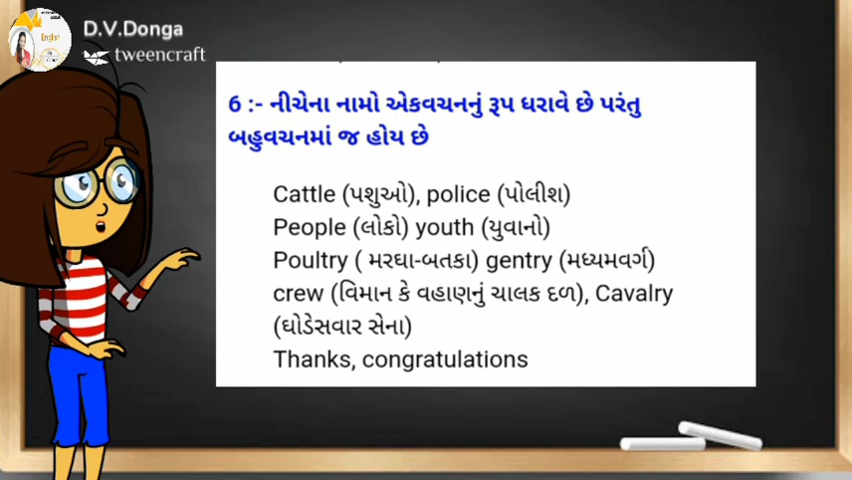 D.V.Donga
tweencraft
English
6 :- નીચેના નામો એકવચનનું રૂપ ધરાવે છે પરંતુ
બહુવચનમાં જ હોય છે
Cattle (પશુઓ), police (પોલીશ)
People (લોકો) youth (યુવાનો)
Poultry ( મરઘા-બતકા) gentry (મધ્યમવર્ગ)
crew (વિમાન કે વહાણનું ચાલક દળ), Cavalry
(ઘોડેસવાર સેના)
Thanks, congratulations